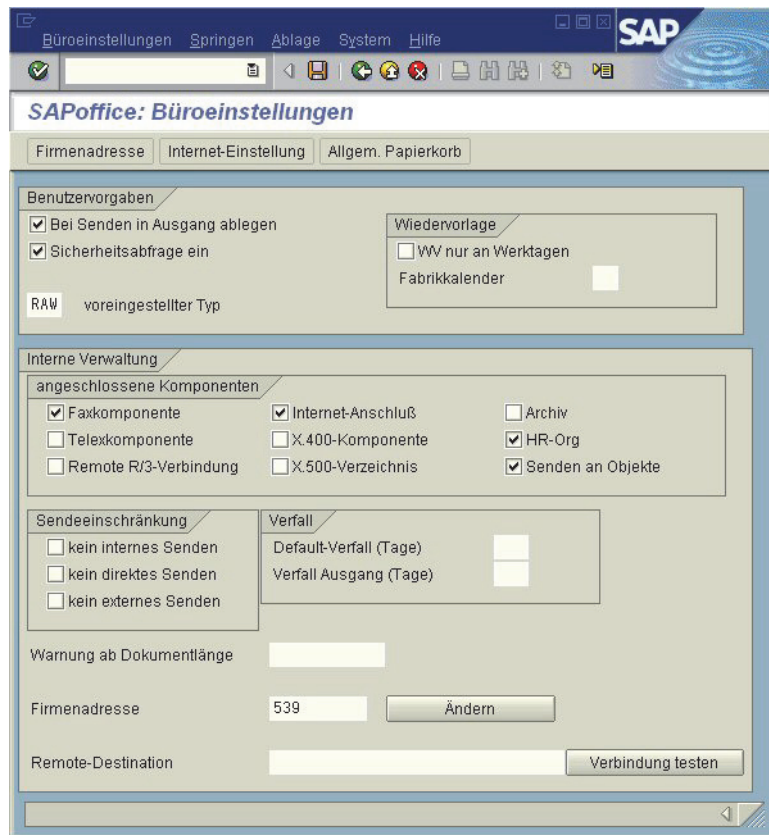 Büroeinstellungen Springen Ablage System Hilfe
SAP
SAPoffice: Büroeinstellungen
Firmenadresse Internet-Einstellung Allgem. Papierkorb
Benutzervorgaben
Bei Senden in Ausgang ablegen
Sicherheitsabfrage ein
RAW voreingestellter Typ
Wiedervorlage
WV nur an Werktagen
Fabrikkalender
Interne Verwaltung
angeschlossene Komponenten
Faxkomponente Internet-Anschluß Archiv
Telexkomponente X.400-Komponente HR-Org
Remote R/3-Verbindung X.500-Verzeichnis Senden an Objekte
Sendeeinschränkung
kein internes Senden
kein direktes Senden
kein externes Senden
Verfall
Default-Verfall (Tage)
Verfall Ausgang (Tage)
Warnung ab Dokumentlänge
Firmenadresse 539 Ändern
Remote-Destination Verbindung testen